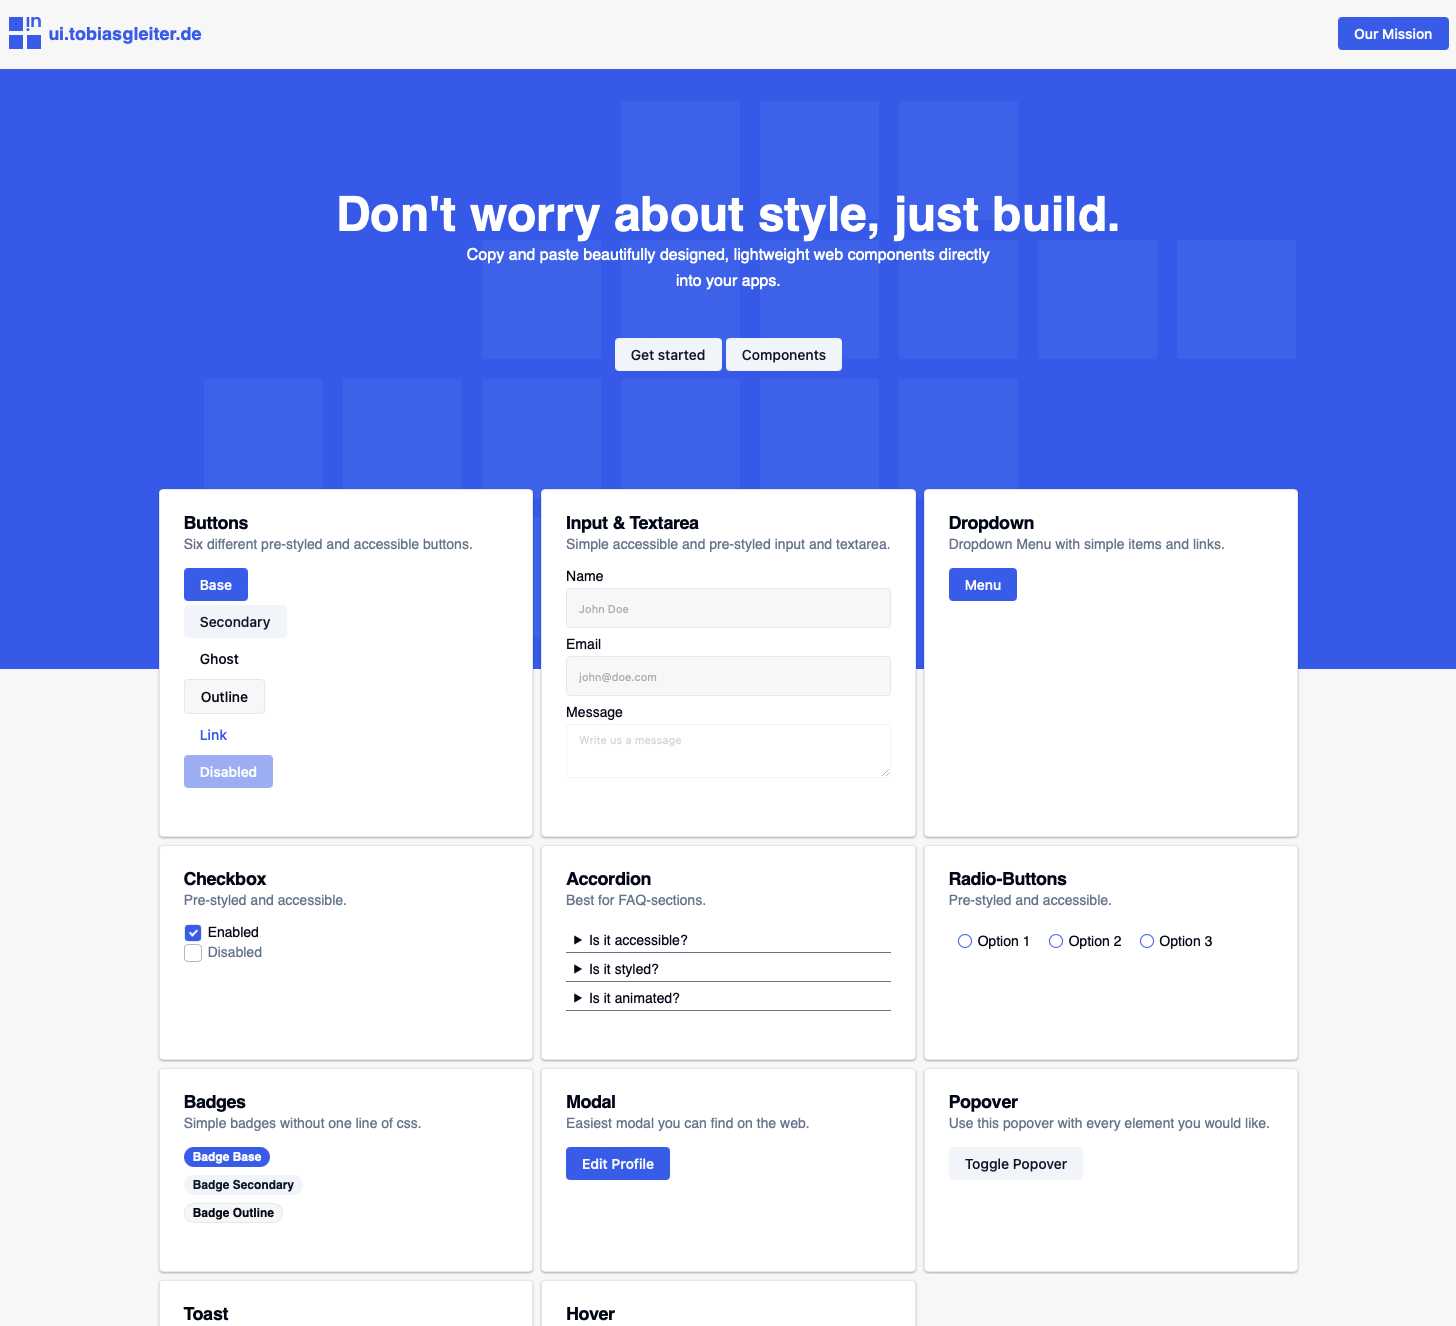 ui.tobiasgleiter.de
Our Mission
Don't worry about style, just build.
Copy and paste beautifully designed, lightweight web components directly
into your apps.
Get started
Components
Buttons
Six different pre-styled and accessible buttons.
Base
Secondary
Ghost
Outline
Link
Disabled
Input & Textarea
Simple accessible and pre-styled input and textarea.
Name
John Doe
Email
john@doe.com
Message
Write us a message
Dropdown
Dropdown Menu with simple items and links.
Menu
Checkbox
Pre-styled and accessible.
Enabled
Disabled
Accordion
Best for FAQ-sections.
Is it accessible?
Is it styled?
Is it animated?
Radio-Buttons
Pre-styled and accessible.
Option 1 Option 2 Option 3
Badges
Simple badges without one line of css.
Badge Base
Badge Secondary
Badge Outline
Modal
Easiest modal you can find on the web.
Edit Profile
Popover
Use this popover with every element you would like.
Toggle Popover
Toast
Hover